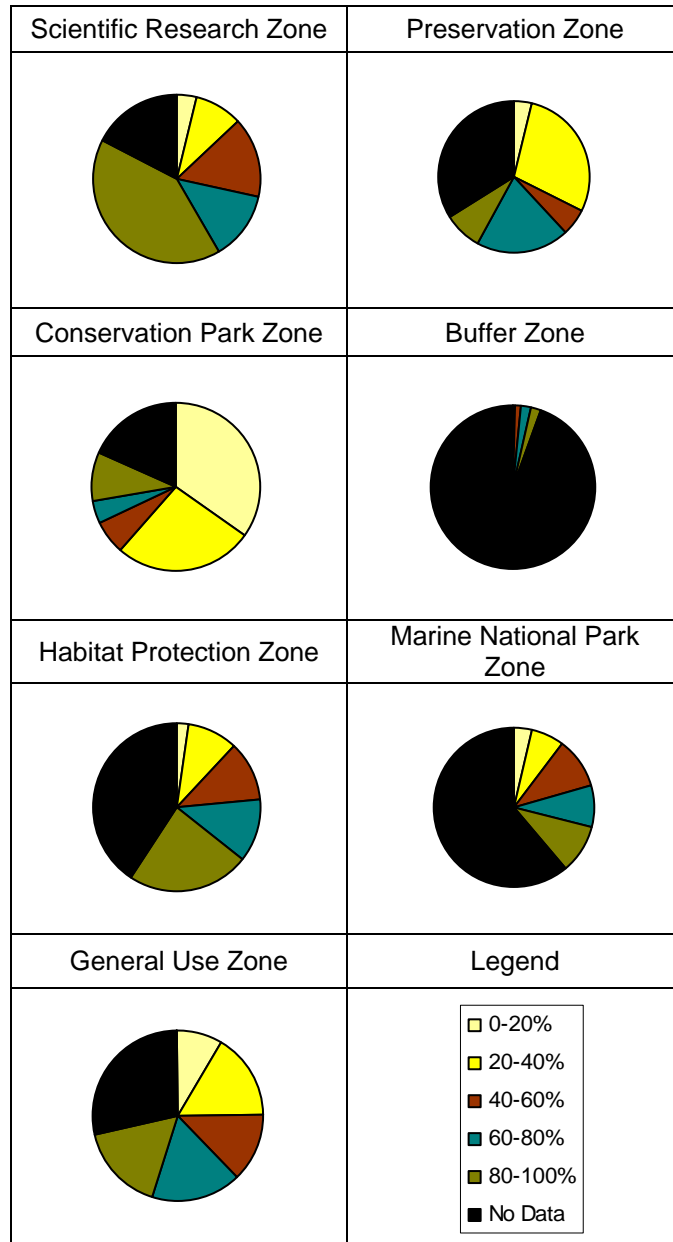 Scientific Research Zone
Preservation Zone
Conservation Park Zone
Buffer Zone
Habitat Protection Zone
Marine National Park
Zone
General Use Zone
Legend
0-20%
20-40%
40-60%
60-80%
80-100%
No Data